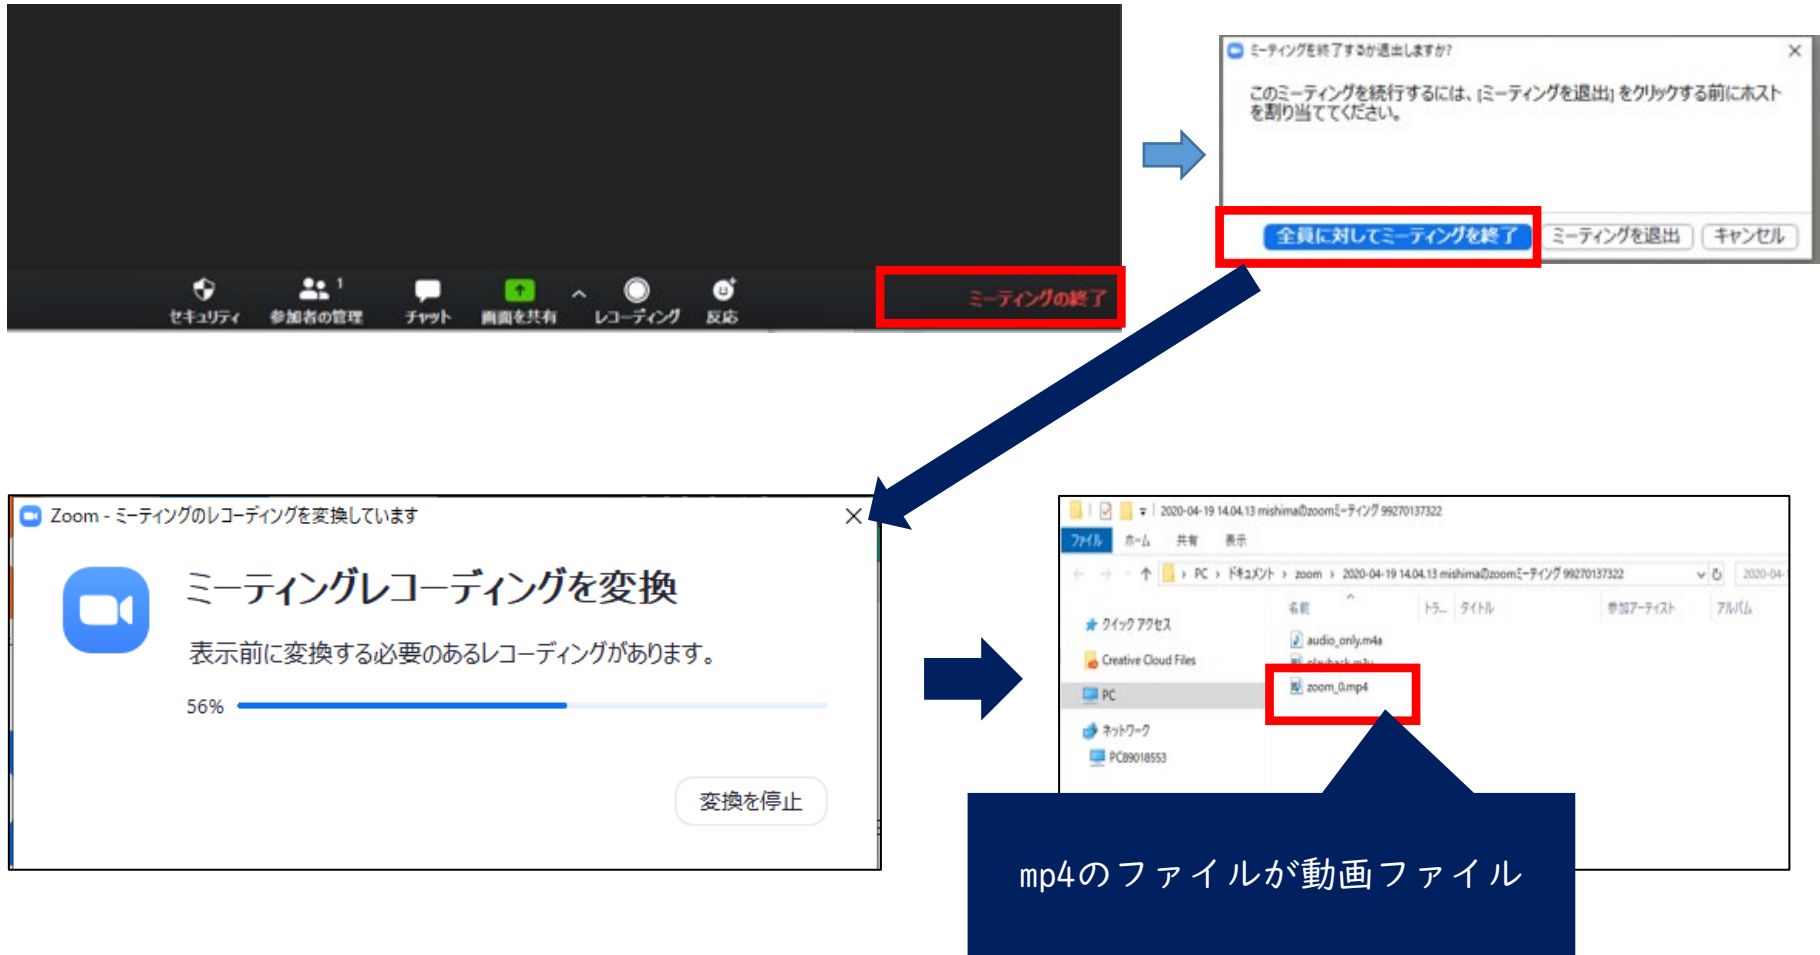 セキュリティ
参加者の管理
1
チャット
画面を共有
レコーディング
反応
ミーティングの終了
ミーティングを終了するか退出しますか?
このミーティングを続行するには、[ミーティングを退出] をクリックする前にホスト
を割り当ててください。
全員に対してミーティングを終了
ミーティングを退出
キャンセル
Zoom - ミーティングのレコーディングを変換しています
ミーティングレコーディングを変換
表示前に変換する必要のあるレコーディングがあります。
56%
変換を停止
2020-04-19 14.04.13 mishimaのzoomミーティング 99270137322
ファイル ホーム 共有 表示
PC › ドキュメント › zoom › 2020-04-19 14.04.13 mishimaのzoomミーティング 99270137322
2020-04-
名前 トラ... タイトル 参加アーティスト アルバム
クイック アクセス
Creative Cloud Files
PC
ネットワーク
PC89018553
audio_only.m4a
playback.m3u
zoom_0.mp4
mp4のファイルが動画ファイル